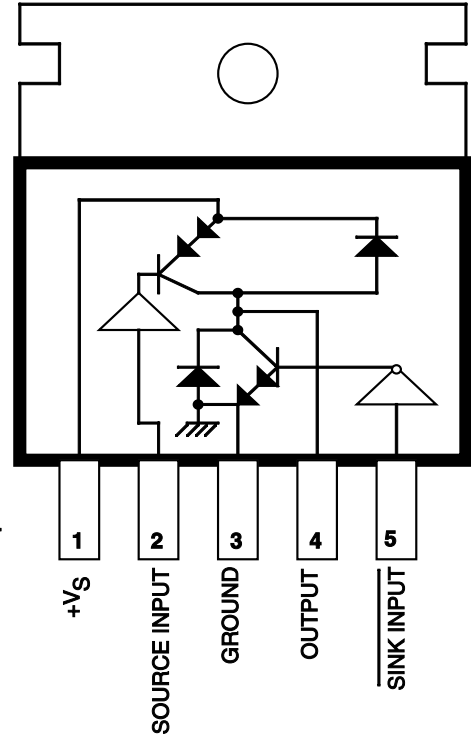 1 2 3 4 5
+VS
SOURCE INPUT
GROUND
OUTPUT
SINK INPUT